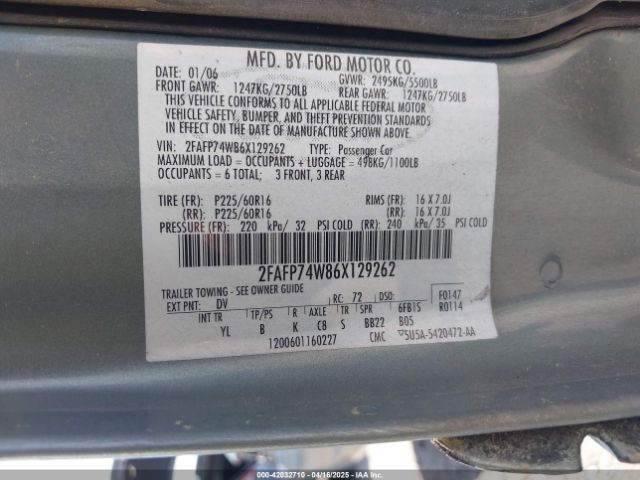 MFD. BY FORD MOTOR CO.
DATE: 01/06 GVWR: 2495KG/5500LB
FRONT GAWR: 1247KG/2750LB REAR GAWR: 1247KG/2750LB
THIS VEHICLE CONFORMS TO ALL APPLICABLE FEDERAL MOTOR
VEHICLE SAFETY, BUMPER, AND THEFT PREVENTION STANDARDS
IN EFFECT ON THE DATE OF MANUFACTURE SHOWN ABOVE.
VIN: 2FAFP74W86X129262 TYPE: Passenger Car
MAXIMUM LOAD = OCCUPANTS + LUGGAGE = 498KG/1100LB
OCCUPANTS = 6 TOTAL; 3 FRONT, 3 REAR
TIRE (FR): P225/60R16 RIMS (FR): 16 X 7.0J
(RR): P225/60R16 (RR): 16 X 7.0J
PRESSURE (FR): 220 kPa/ 32 PSI COLD (RR): 240 kPa/ 35 PSI COLD
2FAFP74W86X129262
TRAILER TOWING - SEE OWNER GUIDE
EXT PNT: DV RC: 72 DSO: F0147
INT TR TP/PS R AXLE TR SPR 6FB15 R0114
YL B K C8 S BB22 B05
1200601160227 CMC 5U5A-5420472-AA
000-42032710 04/16/2025 IAAI.com